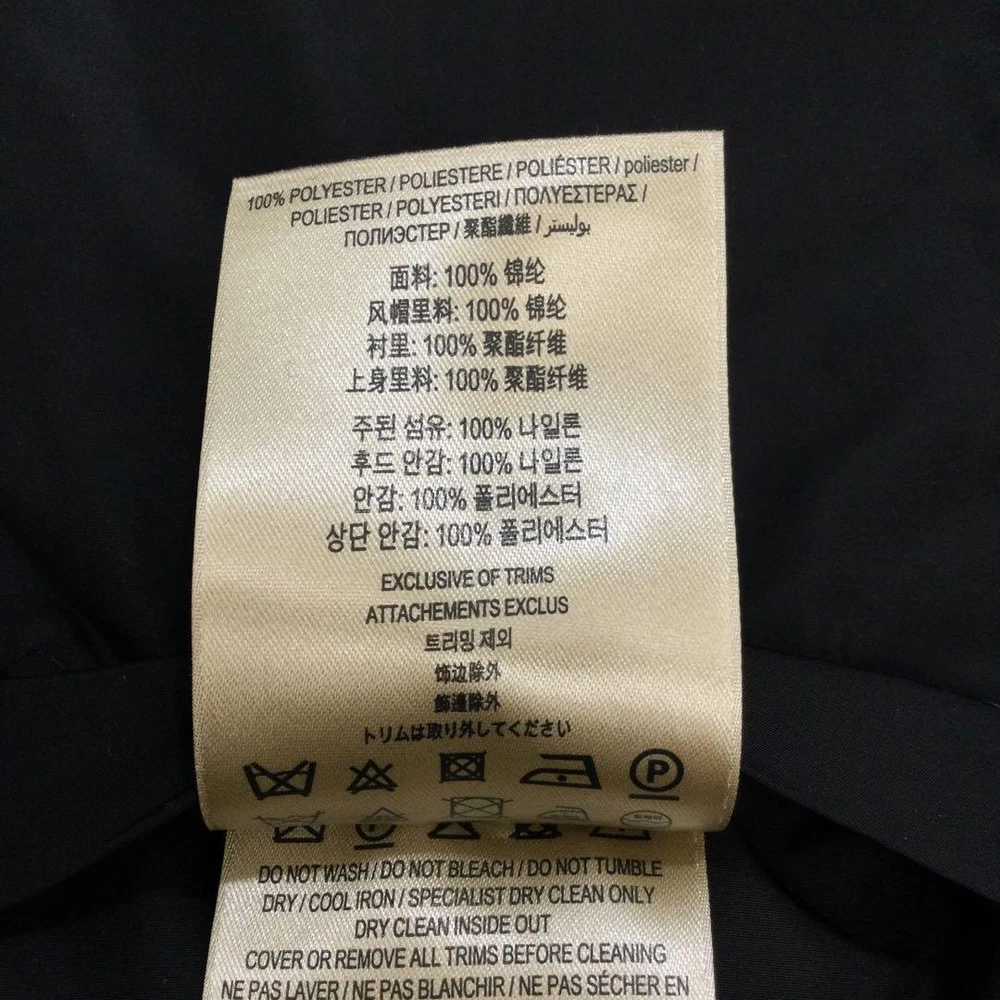 100% POLYESTER / POLIESTERE / POLIÉSTER / poliester /
POLIESTER / POLYESTERI / ΠΟΛΥΕΣΤΕΡΑΣ /
ПОЛИЭСТЕР / 聚酯纖維 / بوليستر
面料: 100% 锦纶
风帽里料: 100% 锦纶
衬里: 100% 聚酯纤维
上身里料: 100% 聚酯纤维
주된 섬유: 100% 나일론
후드 안감: 100% 나일론
안감: 100% 폴리에스터
상단 안감: 100% 폴리에스터
EXCLUSIVE OF TRIMS
ATTACHEMENTS EXCLUS
트리밍 제외
饰边除外
飾邊除外
トリムは取り外してください
P
DO NOT WASH / DO NOT BLEACH / DO NOT TUMBLE
DRY / COOL IRON / SPECIALIST DRY CLEAN ONLY
DRY CLEAN INSIDE OUT
COVER OR REMOVE ALL TRIMS BEFORE CLEANING
NE PAS LAVER / NE PAS BLANCHIR / NE PAS SÉCHER EN